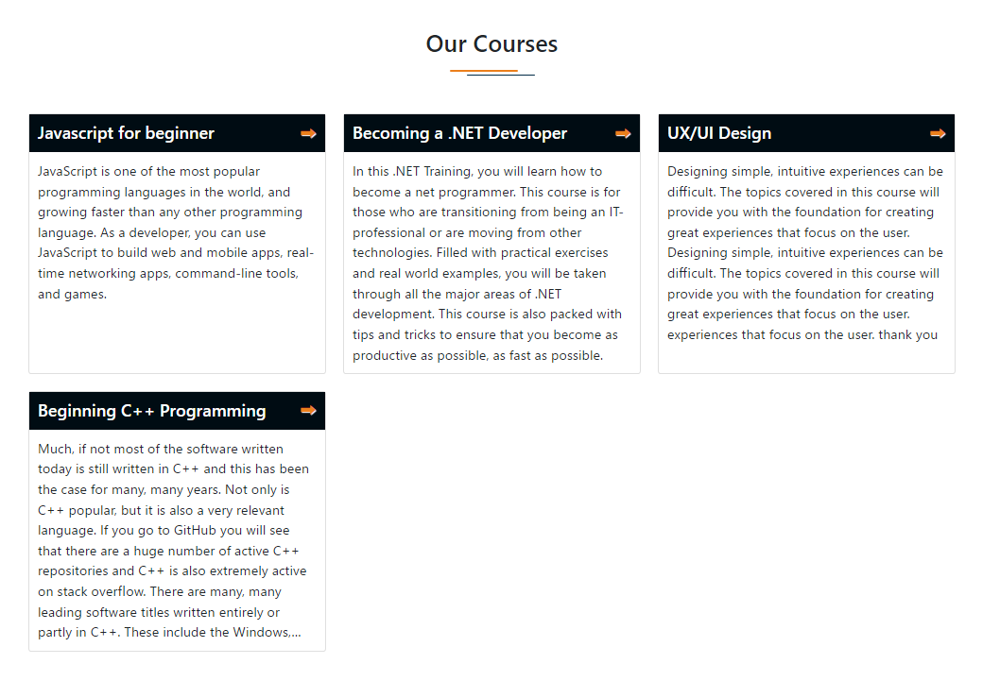 Our Courses
Javascript for beginner
JavaScript is one of the most popular
programming languages in the world, and
growing faster than any other programming
language. As a developer, you can use
JavaScript to build web and mobile apps, real-
time networking apps, command-line tools,
and games.
Becoming a .NET Developer
In this .NET Training, you will learn how to
become a net programmer. This course is for
those who are transitioning from being an IT-
professional or are moving from other
technologies. Filled with practical exercises
and real world examples, you will be taken
through all the major areas of .NET
development. This course is also packed with
tips and tricks to ensure that you become as
productive as possible, as fast as possible.
UX/UI Design
Designing simple, intuitive experiences can be
difficult. The topics covered in this course will
provide you with the foundation for creating
great experiences that focus on the user.
Designing simple, intuitive experiences can be
difficult. The topics covered in this course will
provide you with the foundation for creating
great experiences that focus on the user.
experiences that focus on the user. thank you
Beginning C++ Programming
Much, if not most of the software written
today is still written in C++ and this has been
the case for many, many years. Not only is
C++ popular, but it is also a very relevant
language. If you go to GitHub you will see
that there are a huge number of active C++
repositories and C++ is also extremely active
on stack overflow. There are many, many
leading software titles written entirely or
partly in C++. These include the Windows,...